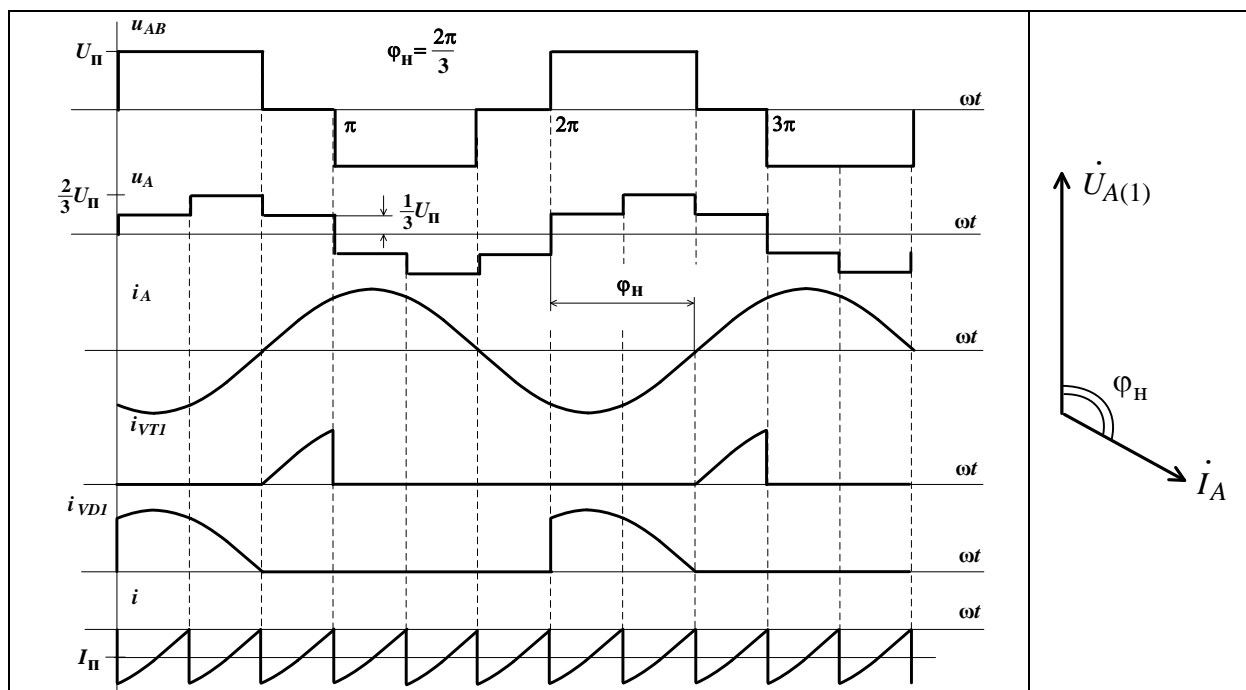 u_AB
U_П
φ_Н = 2π/3
ωt
π
2π
3π
u_A
2/3 U_П
1/3 U_П
ωt
i_A
φ_Н
ωt
i_VT1
ωt
i_VD1
ωt
i
ωt
I_П
U̇_A(1)
φ_Н
İ_A